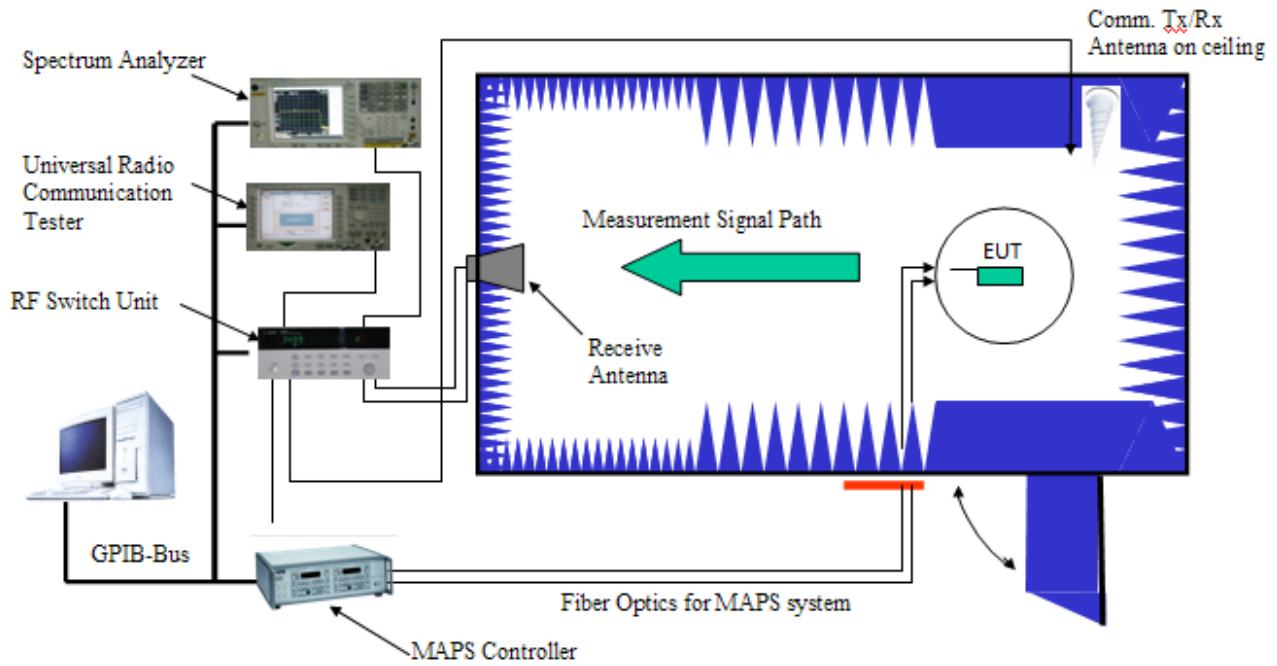 Comm. Tx/Rx
Antenna on ceiling
Spectrum Analyzer
Universal Radio
Communication
Tester
Measurement Signal Path
EUT
RF Switch Unit
Receive
Antenna
GPIB-Bus
Fiber Optics for MAPS system
MAPS Controller